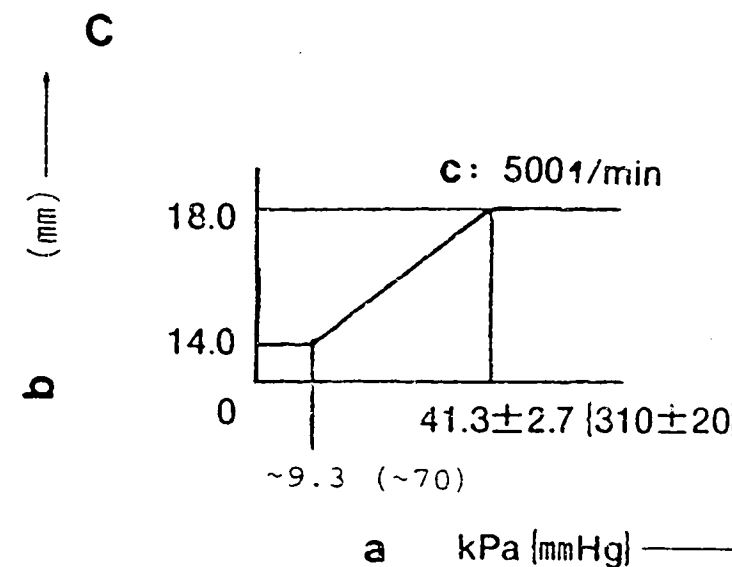 C
c: 5001/min
(mm)
18.0
14.0
b
0
41.3±2.7 {310±20
~9.3 (~70)
a kPa {mmHg}